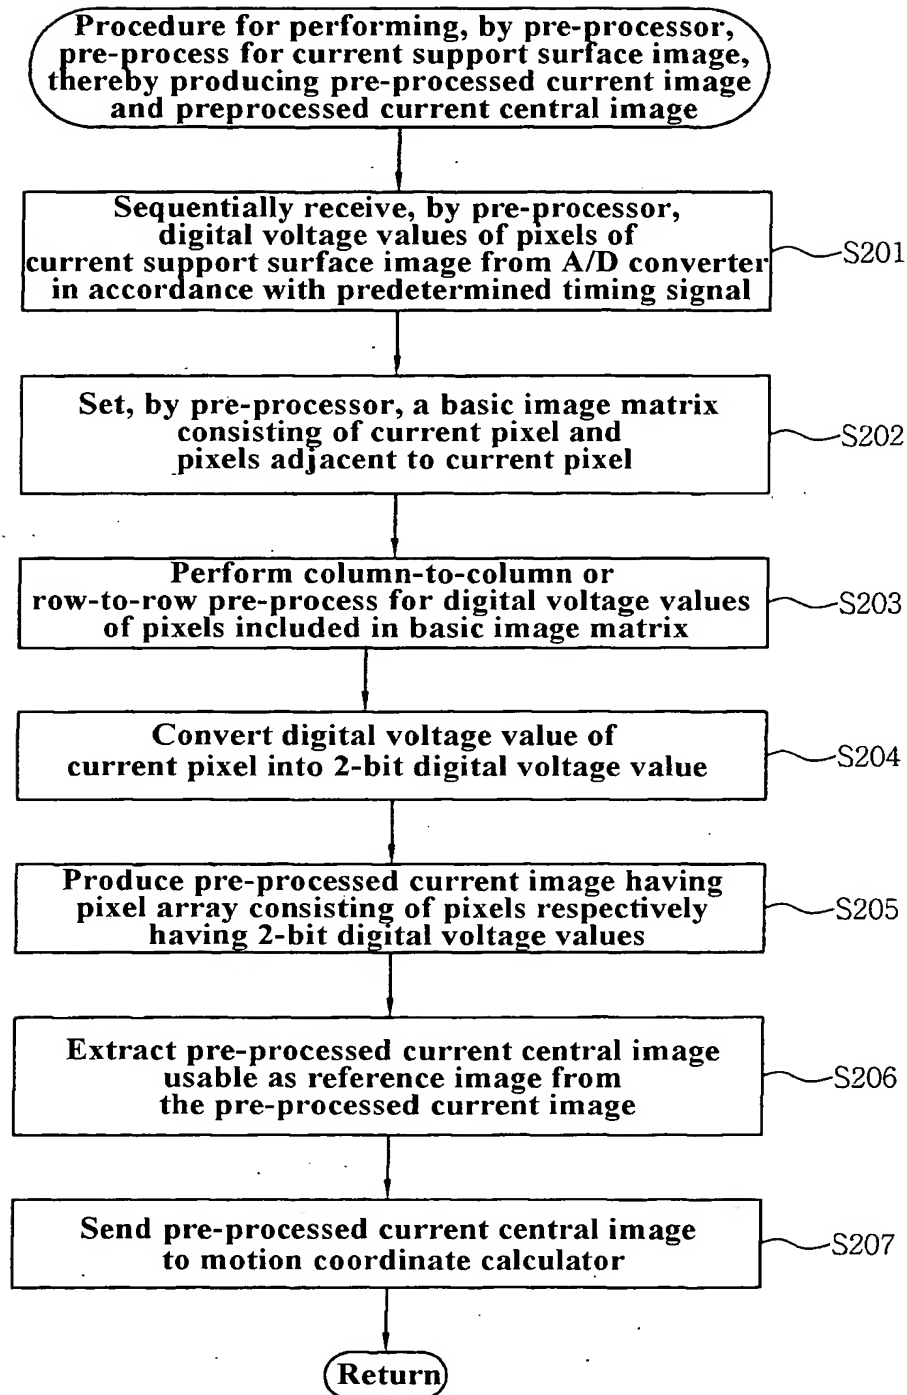 Procedure for performing, by pre-processor,
pre-process for current support surface image,
thereby producing pre-processed current image
and preprocessed current central image
Sequentially receive, by pre-processor,
digital voltage values of pixels of
current support surface image from A/D converter
in accordance with predetermined timing signal
S201
Set, by pre-processor, a basic image matrix
consisting of current pixel and
pixels adjacent to current pixel
S202
Perform column-to-column or
row-to-row pre-process for digital voltage values
of pixels included in basic image matrix
S203
Convert digital voltage value of
current pixel into 2-bit digital voltage value
S204
Produce pre-processed current image having
pixel array consisting of pixels respectively
having 2-bit digital voltage values
S205
Extract pre-processed current central image
usable as reference image from
the pre-processed current image
S206
Send pre-processed current central image
to motion coordinate calculator
S207
Return